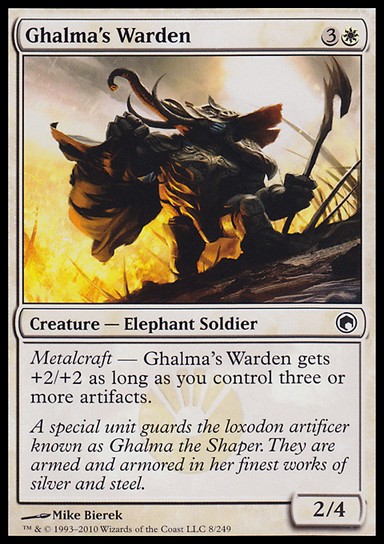 Ghalma's Warden 3
Creature — Elephant Soldier
Metalcraft — Ghalma's Warden gets
+2/+2 as long as you control three or
more artifacts.
A special unit guards the loxodon artificer
known as Ghalma the Shaper. They are
armed and armored in her finest works of
silver and steel.
Mike Bierek
™ & © 1993–2010 Wizards of the Coast LLC 8/249
2/4